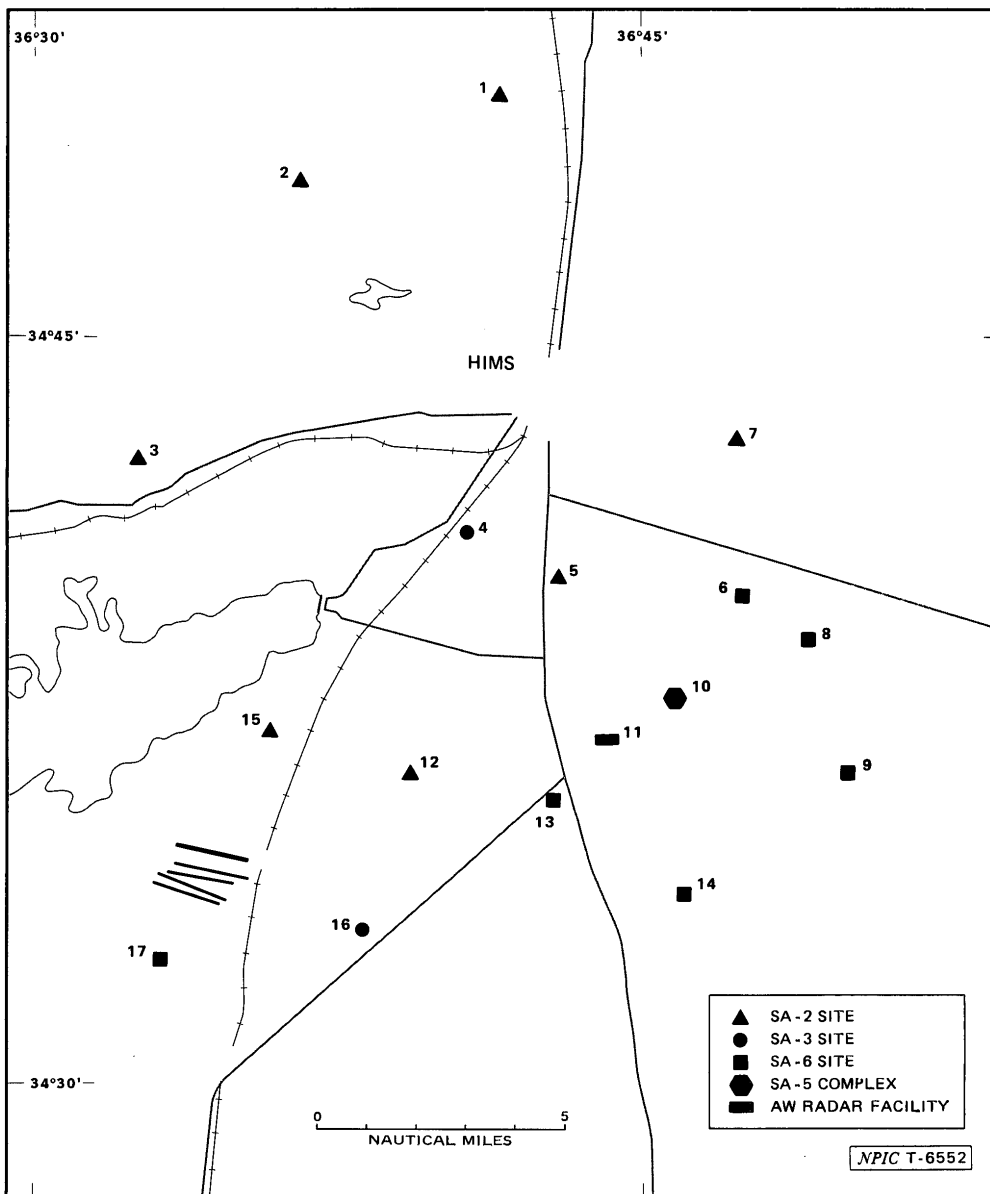 36°30'
36°45'
1
2
34°45'
HIMS
3
7
4
5
6
8
10
15
11
12
9
13
14
16
17
▲ SA-2 SITE
● SA-3 SITE
■ SA-6 SITE
⬢ SA-5 COMPLEX
▬ AW RADAR FACILITY
34°30'
0 5
NAUTICAL MILES
NPIC T-6552